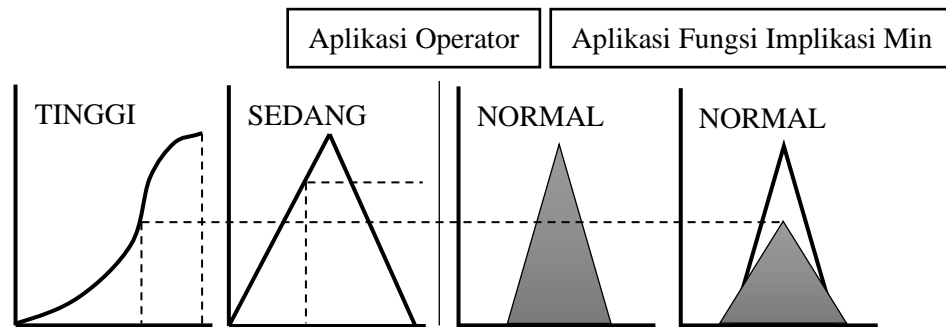 Aplikasi Operator
Aplikasi Fungsi Implikasi Min
TINGGI
SEDANG
NORMAL
NORMAL